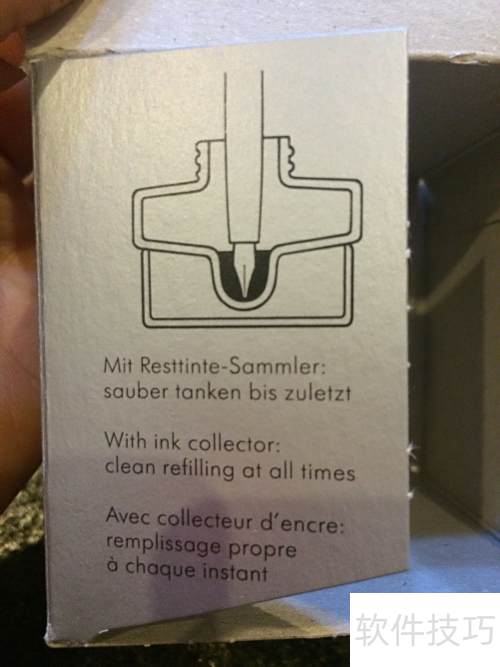 Mit Resttinte-Sammler:
sauber tanken bis zuletzt
With ink collector:
clean refilling at all times
Avec collecteur d'encre:
remplissage propre
à chaque instant
软件技巧